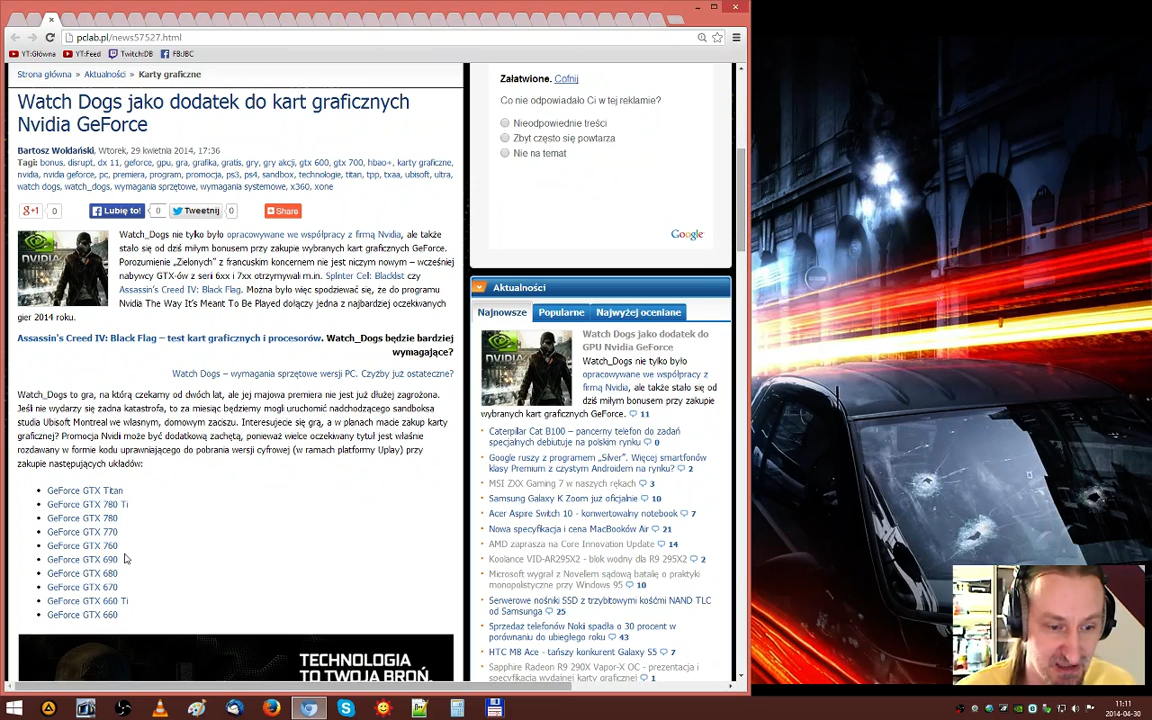 pclab.pl/news57527.html
YT:Główna YT:Feed Twitch:DB FB:JBC
Strona główna » Aktualności » Karty graficzne
Watch Dogs jako dodatek do kart graficznych
Nvidia GeForce
Bartosz Woldański, Wtorek, 29 kwietnia 2014, 17:36
Tagi: bonus, disrupt, dx 11, geforce, gpu, gra, grafika, gratis, gry, gry akcji, gtx 600, gtx 700, hbao+, karty graficzne,
nvidia, nvidia geforce, pc, premiera, program, promocja, ps3, ps4, sandbox, technologie, titan, tpp, txaa, ubisoft, ultra,
watch dogs, watch_dogs, wymagania sprzętowe, wymagania systemowe, x360, xone
g+1 0 Lubię to! 0 Tweetnij 0 Share
Watch_Dogs nie tylko było opracowywane we współpracy z firmą Nvidia, ale także
stało się od dziś miłym bonusem przy zakupie wybranych kart graficznych GeForce.
Porozumienie „Zielonych” z francuskim koncernem nie jest niczym nowym – wcześniej
nabywcy GTX-ów z serii 6xx i 7xx otrzymywali m.in. Splinter Cel: Blacklist czy
Assassin's Creed IV: Black Flag. Można było więc spodziewać się, że do programu
Nvidia The Way It's Meant To Be Played dołączy jedna z najbardziej oczekiwanych
gier 2014 roku.
Assassin's Creed IV: Black Flag – test kart graficznych i procesorów. Watch_Dogs będzie bardziej
wymagające?
Watch Dogs – wymagania sprzętowe wersji PC. Czyżby już ostateczne?
Watch_Dogs to gra, na którą czekamy od dwóch lat, ale jej majowa premiera nie jest już dłużej zagrożona.
Jeśli nie wydarzy się żadna katastrofa, to za miesiąc będziemy mogli uruchomić nadchodzącego sandboksa
studia Ubisoft Montreal we własnym, domowym zaciszu. Interesujecie się grą, a w planach macie zakup karty
graficznej? Promocja Nvidii może być dodatkową zachętą, ponieważ wielce oczekiwany tytuł jest właśnie
rozdawany w formie kodu uprawniającego do pobrania wersji cyfrowej (w ramach platformy Uplay) przy
zakupie następujących układów:
GeForce GTX Titan
GeForce GTX 780 Ti
GeForce GTX 780
GeForce GTX 770
GeForce GTX 760
GeForce GTX 690
GeForce GTX 680
GeForce GTX 670
GeForce GTX 660 Ti
GeForce GTX 660
TECHNOLOGIA
TO TWOJA BROŃ.
Załatwione. Cofnij
Co nie odpowiadało Ci w tej reklamie?
Nieodpowiednie treści
Zbyt często się powtarza
Nie na temat
Google
Aktualności
Najnowsze Popularne Najwyżej oceniane
NVIDIA
Watch Dogs jako dodatek do
GPU Nvidia GeForce
Watch_Dogs nie tylko było
opracowywane we współpracy z
firmą Nvidia, ale także stało się od
dziś miłym bonusem przy zakupie
wybranych kart graficznych GeForce. 11
Caterpilar Cat B100 – pancerny telefon do zadań
specjalnych debiutuje na polskim rynku 0
Google ruszy z programem „Silver”. Więcej smartfonów
klasy Premium z czystym Androidem na rynku? 2
MSI ZXX Gaming 7 w naszych rękach 3
Samsung Galaxy K Zoom już oficjalnie 10
Acer Aspire Switch 10 - konwertowalny notebook 7
Nowa specyfikacja i cena MacBooków Air 21
AMD zaprasza na Core Innovation Update 14
Koolance VID-AR295X2 - blok wodny dla R9 295X2 2
Microsoft wygrał z Novellem sądową batalię o praktyki
monopolistyczne przy Windows 95 10
Serwerowe nośniki SSD z trzybitowymi kośćmi NAND TLC
od Samsunga 25
Sprzedaż telefonów Nokii spadła o 30 procent w
porównaniu do ubiegłego roku 43
HTC M8 Ace - tańszy konkurent Galaxy S5 7
Sapphire Radeon R9 290X Vapor-X OC - prezentacja i
specyfikacja wydajnej karty graficznej 1
11:11
2014-04-30